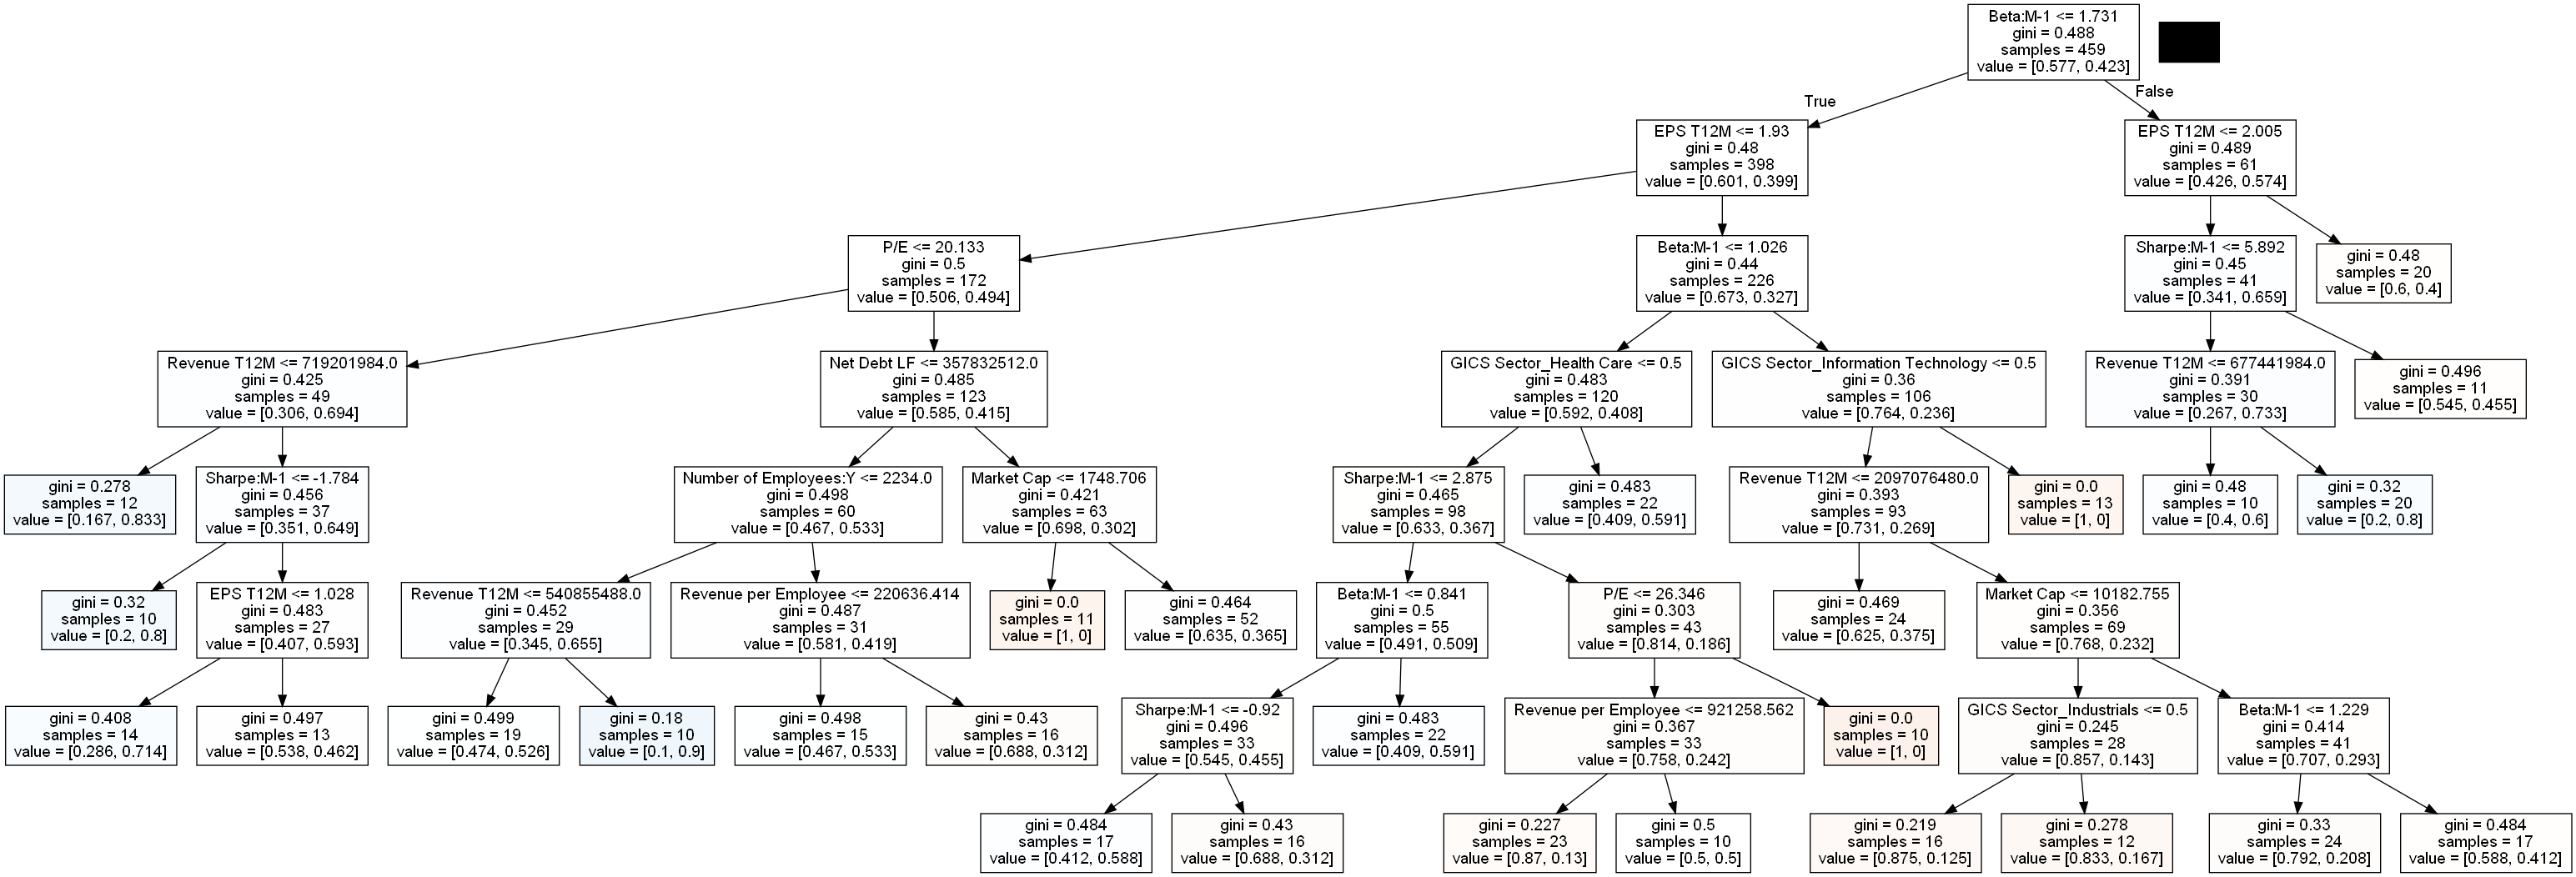 Beta:M-1 <= 1.731
gini = 0.488
samples = 459
value = [0.577, 0.423]
True
False
EPS T12M <= 1.93
gini = 0.48
samples = 398
value = [0.601, 0.399]
EPS T12M <= 2.005
gini = 0.489
samples = 61
value = [0.426, 0.574]
P/E <= 20.133
gini = 0.5
samples = 172
value = [0.506, 0.494]
Beta:M-1 <= 1.026
gini = 0.44
samples = 226
value = [0.673, 0.327]
Sharpe:M-1 <= 5.892
gini = 0.45
samples = 41
value = [0.341, 0.659]
gini = 0.48
samples = 20
value = [0.6, 0.4]
Revenue T12M <= 719201984.0
gini = 0.425
samples = 49
value = [0.306, 0.694]
Net Debt LF <= 357832512.0
gini = 0.485
samples = 123
value = [0.585, 0.415]
GICS Sector_Health Care <= 0.5
gini = 0.483
samples = 120
value = [0.592, 0.408]
GICS Sector_Information Technology <= 0.5
gini = 0.36
samples = 106
value = [0.764, 0.236]
Revenue T12M <= 677441984.0
gini = 0.391
samples = 30
value = [0.267, 0.733]
gini = 0.496
samples = 11
value = [0.545, 0.455]
gini = 0.278
samples = 12
value = [0.167, 0.833]
Sharpe:M-1 <= -1.784
gini = 0.456
samples = 37
value = [0.351, 0.649]
Number of Employees:Y <= 2234.0
gini = 0.498
samples = 60
value = [0.467, 0.533]
Market Cap <= 1748.706
gini = 0.421
samples = 63
value = [0.698, 0.302]
Sharpe:M-1 <= 2.875
gini = 0.465
samples = 98
value = [0.633, 0.367]
gini = 0.483
samples = 22
value = [0.409, 0.591]
Revenue T12M <= 2097076480.0
gini = 0.393
samples = 93
value = [0.731, 0.269]
gini = 0.0
samples = 13
value = [1, 0]
gini = 0.48
samples = 10
value = [0.4, 0.6]
gini = 0.32
samples = 20
value = [0.2, 0.8]
gini = 0.32
samples = 10
value = [0.2, 0.8]
EPS T12M <= 1.028
gini = 0.483
samples = 27
value = [0.407, 0.593]
Revenue T12M <= 540855488.0
gini = 0.452
samples = 29
value = [0.345, 0.655]
Revenue per Employee <= 220636.414
gini = 0.487
samples = 31
value = [0.581, 0.419]
gini = 0.0
samples = 11
value = [1, 0]
gini = 0.464
samples = 52
value = [0.635, 0.365]
Beta:M-1 <= 0.841
gini = 0.5
samples = 55
value = [0.491, 0.509]
P/E <= 26.346
gini = 0.303
samples = 43
value = [0.814, 0.186]
gini = 0.469
samples = 24
value = [0.625, 0.375]
Market Cap <= 10182.755
gini = 0.356
samples = 69
value = [0.768, 0.232]
gini = 0.408
samples = 14
value = [0.286, 0.714]
gini = 0.497
samples = 13
value = [0.538, 0.462]
gini = 0.499
samples = 19
value = [0.474, 0.526]
gini = 0.18
samples = 10
value = [0.1, 0.9]
gini = 0.498
samples = 15
value = [0.467, 0.533]
gini = 0.43
samples = 16
value = [0.688, 0.312]
Sharpe:M-1 <= -0.92
gini = 0.496
samples = 33
value = [0.545, 0.455]
gini = 0.483
samples = 22
value = [0.409, 0.591]
Revenue per Employee <= 921258.562
gini = 0.367
samples = 33
value = [0.758, 0.242]
gini = 0.0
samples = 10
value = [1, 0]
GICS Sector_Industrials <= 0.5
gini = 0.245
samples = 28
value = [0.857, 0.143]
Beta:M-1 <= 1.229
gini = 0.414
samples = 41
value = [0.707, 0.293]
gini = 0.484
samples = 17
value = [0.412, 0.588]
gini = 0.43
samples = 16
value = [0.688, 0.312]
gini = 0.227
samples = 23
value = [0.87, 0.13]
gini = 0.5
samples = 10
value = [0.5, 0.5]
gini = 0.219
samples = 16
value = [0.875, 0.125]
gini = 0.278
samples = 12
value = [0.833, 0.167]
gini = 0.33
samples = 24
value = [0.792, 0.208]
gini = 0.484
samples = 17
value = [0.588, 0.412]